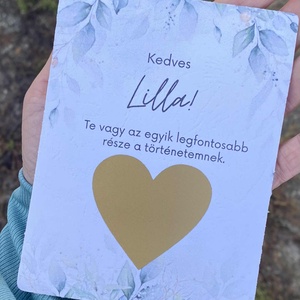 Kedves
Lilla!
Te vagy az egyik legfontosabb
része a történetemnek.